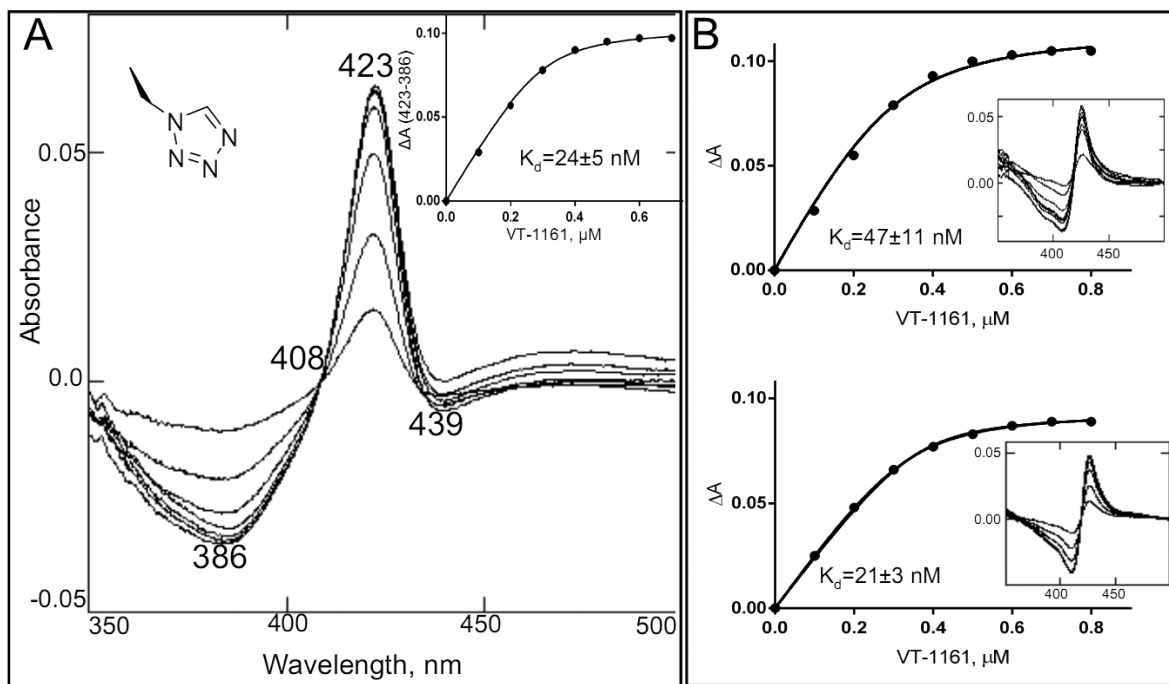 A
N
N
N
N
423
408
439
386
0.05
0.0
-0.05
350
400
450
500
Absorbance
Wavelength, nm
0.10
0.05
0.00
0.0
0.2
0.4
0.6
ΔA (423-386)
K_d=24±5 nM
VT-1161, µM
B
0.10
0.05
0.00
0.0
0.2
0.4
0.6
0.8
ΔA
K_d=47±11 nM
VT-1161, µM
0.05
0.00
400
450
0.10
0.05
0.00
0.0
0.2
0.4
0.6
0.8
ΔA
K_d=21±3 nM
VT-1161, µM
0.05
0.00
400
450